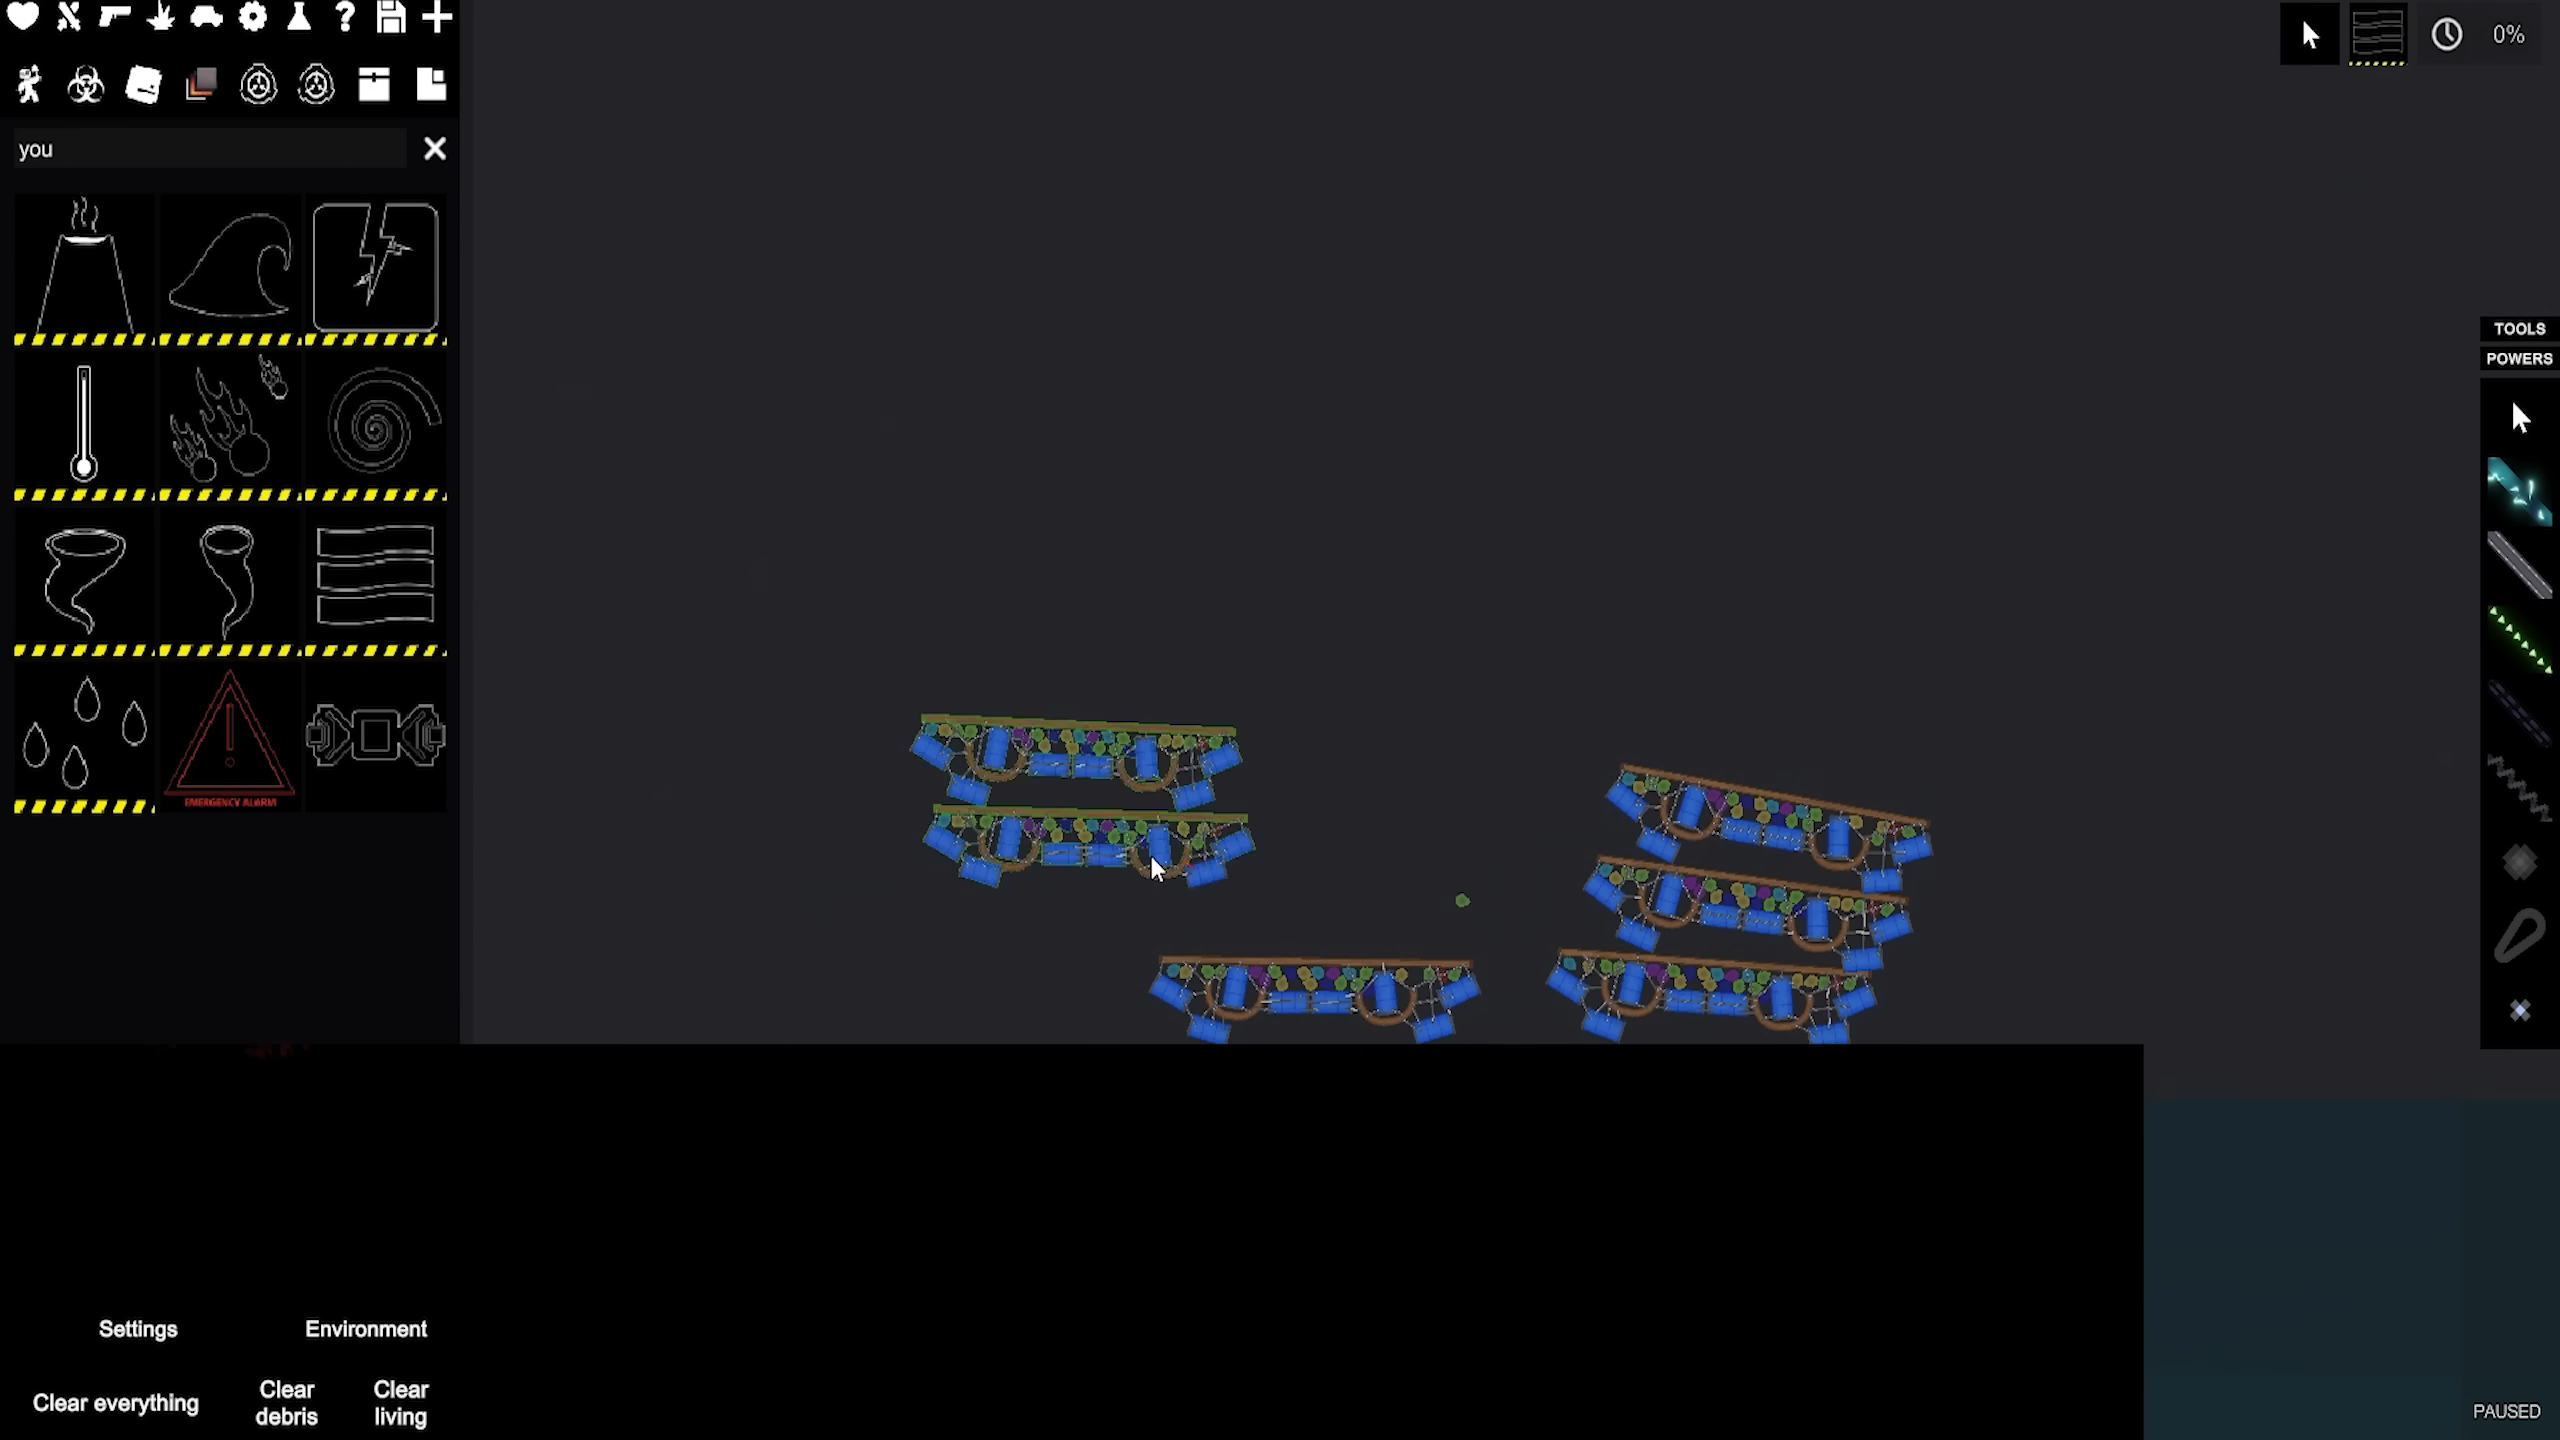 0%
you
TOOLS
POWERS
EMERGENCY ALARM
Settings
Environment
Clear everything
Clear
debris
Clear
living
PAUSED